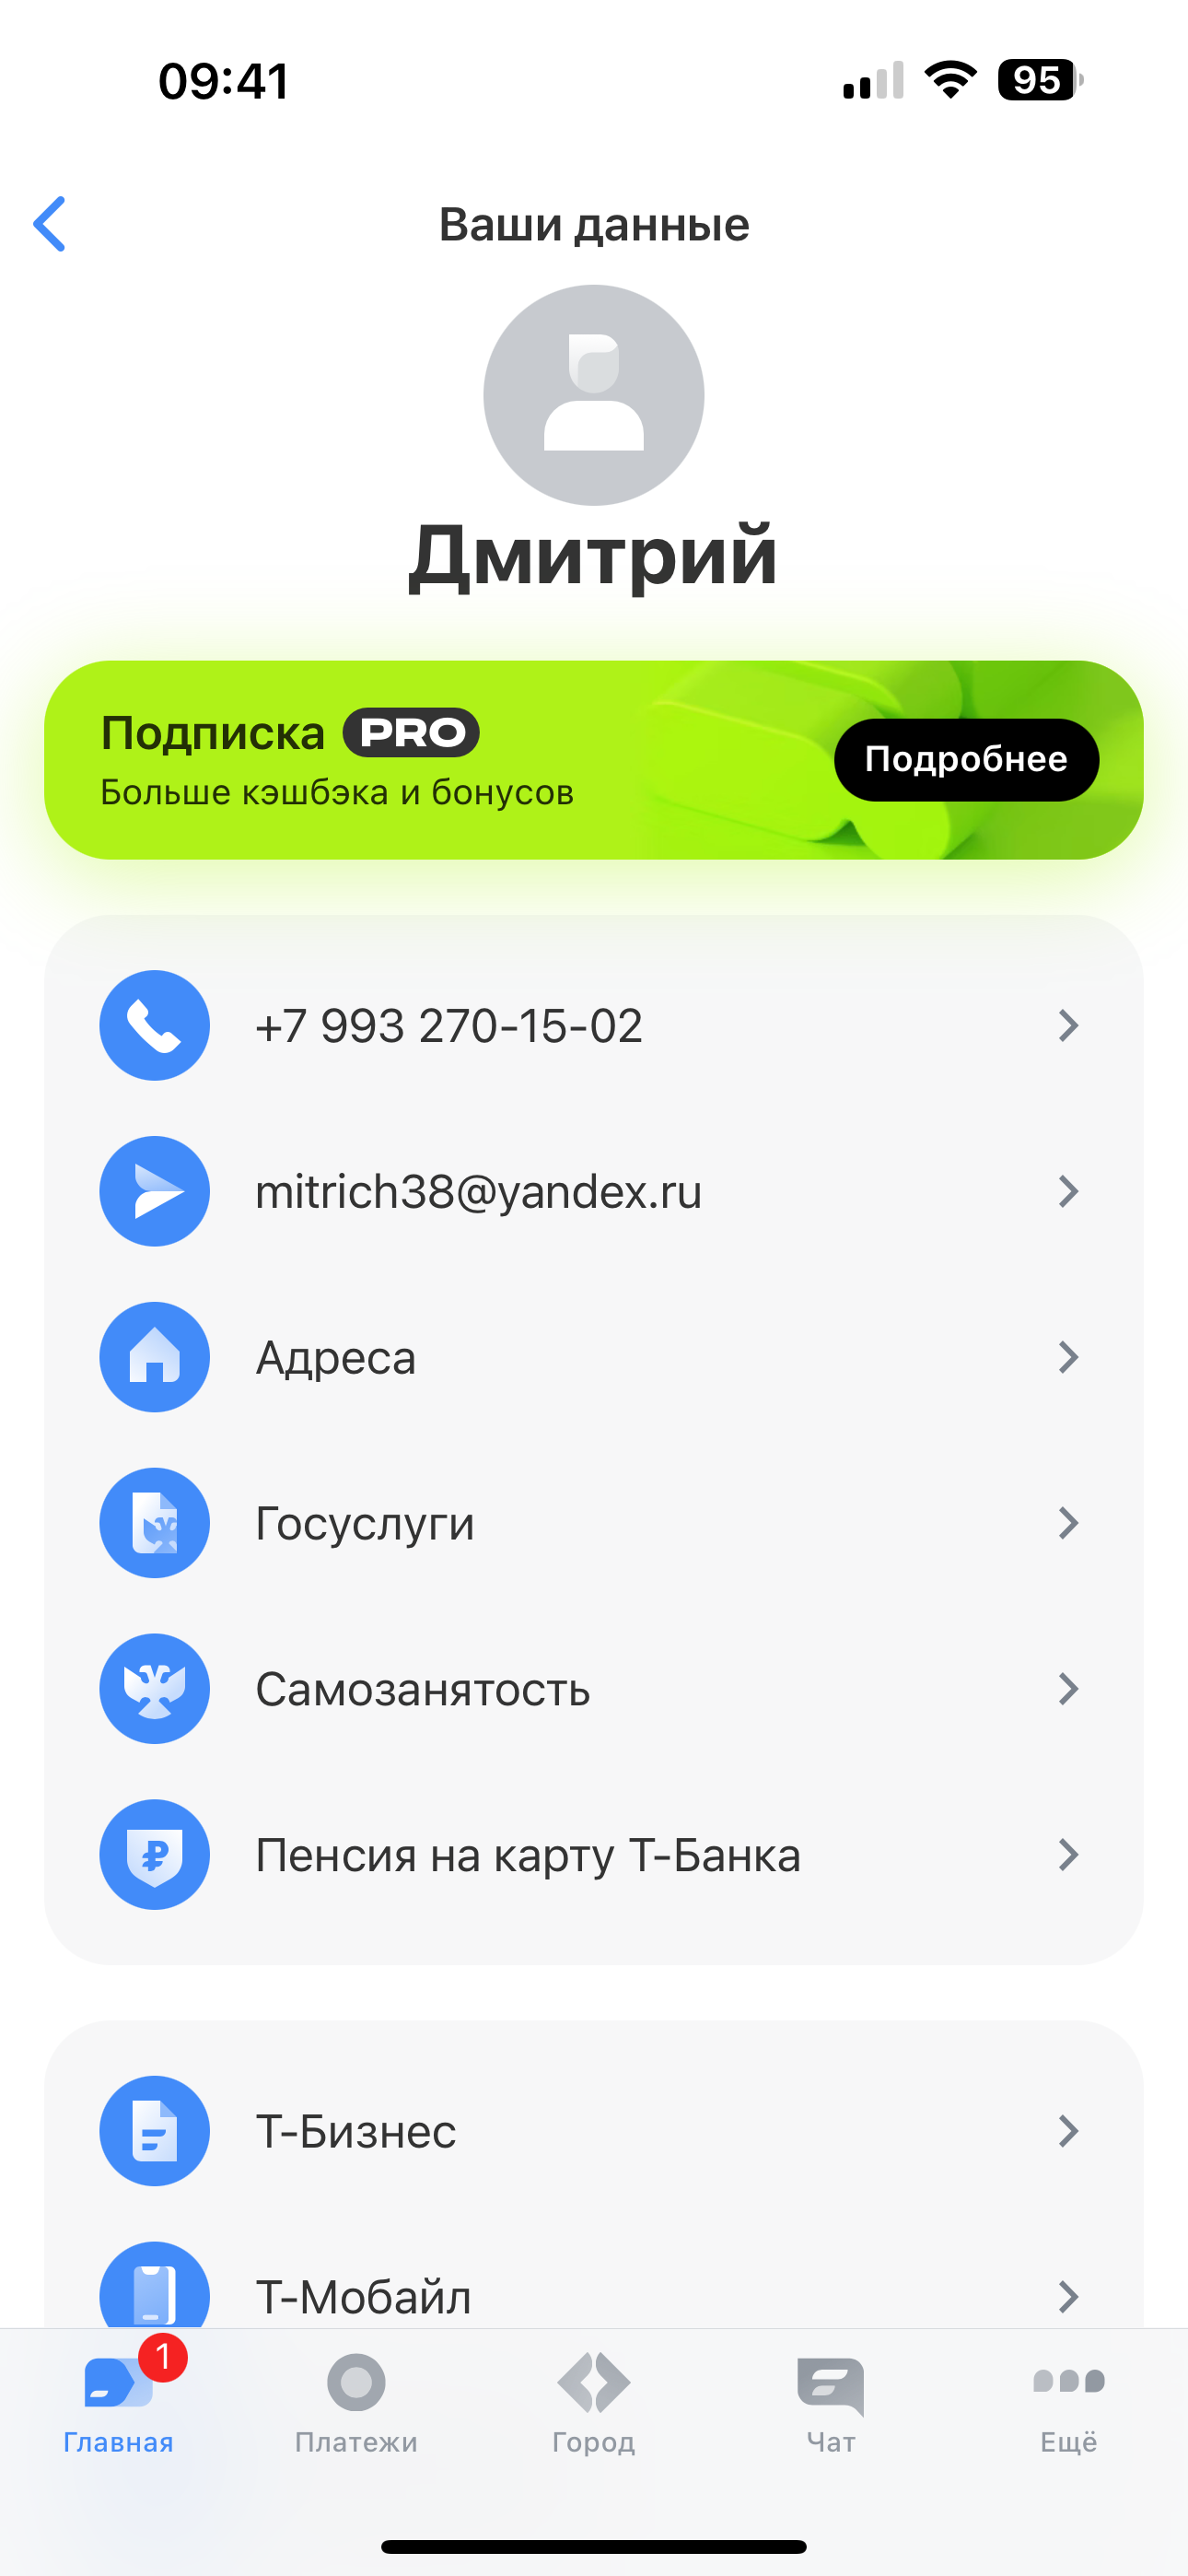 09:41
95
Ваши данные
Дмитрий
Подписка PRO
Больше кэшбэка и бонусов
Подробнее
+7 993 270-15-02
mitrich38@yandex.ru
Адреса
Госуслуги
Самозанятость
Пенсия на карту Т-Банка
Т-Бизнес
Т-Мобайл
1
Главная
Платежи
Город
Чат
Ещё